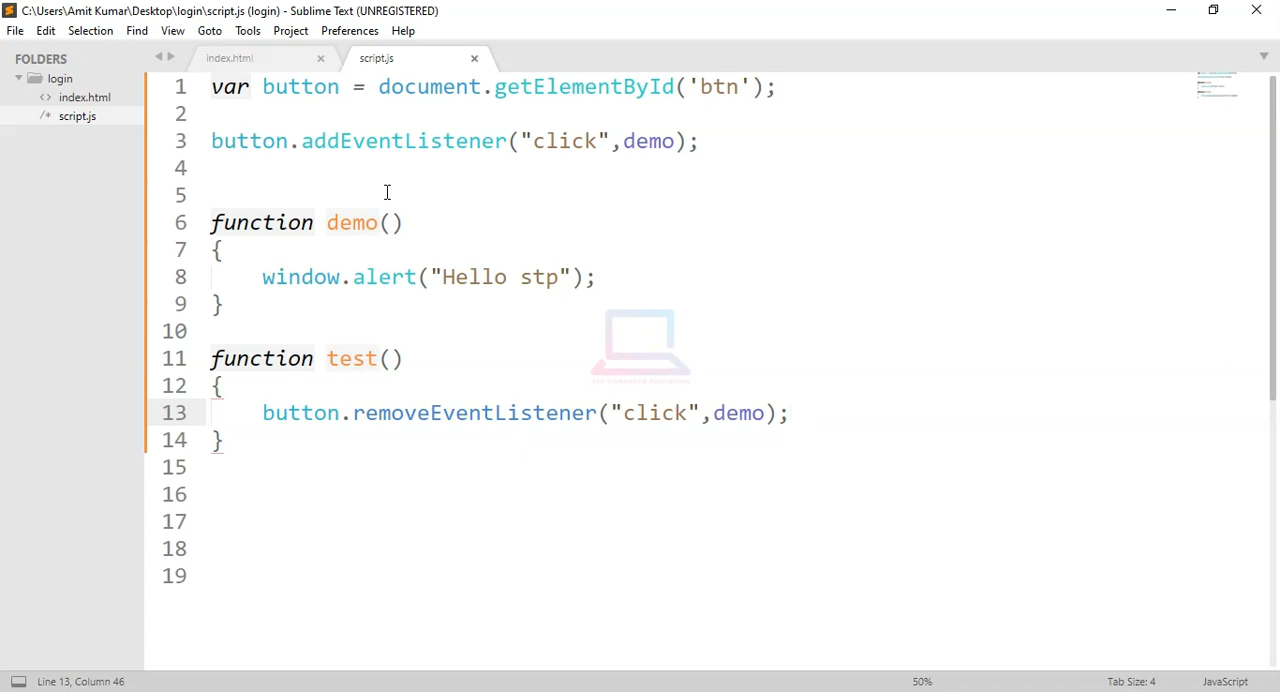 C:\Users\Amit Kumar\Desktop\login\script.js (login) - Sublime Text (UNREGISTERED)
File Edit Selection Find View Goto Tools Project Preferences Help
FOLDERS
login
<> index.html
/* script.js
index.html × script.js ×
1 var button = document.getElementById('btn');
2
3 button.addEventListener("click",demo);
4
5
6 function demo()
7 {
8 window.alert("Hello stp");
9 }
10
11 function test()
12 {
13 button.removeEventListener("click",demo);
14 }
15
16
17
18
19
Line 13, Column 46 50% Tab Size: 4 JavaScript